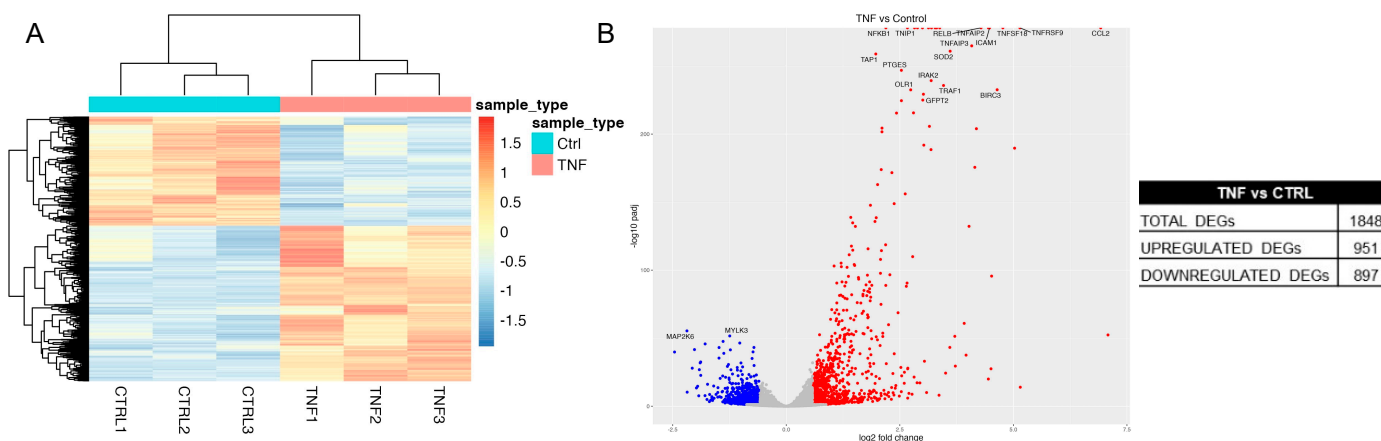 A
sample_type
sample_type
Ctrl
TNF
1.5
1
0.5
0
-0.5
-1
-1.5
CTRL1
CTRL2
CTRL3
TNF1
TNF2
TNF3
B
TNF vs Control
NFKB1
TNIP1
RELB
TNFAIP2
TNFSF18
TNFRSF9
CCL2
TNFAIP3
ICAM1
TAP1
SOD2
PTGES
IRAK2
OLR1
TRAF1
GFPT2
BIRC3
MAP2K6
MYLK3
-log10 padj
200
100
0
-2.5
0.0
2.5
5.0
7.5
log2 fold change
TNF vs CTRL
TOTAL DEGs 1848
UPREGULATED DEGs 951
DOWNREGULATED DEGs 897